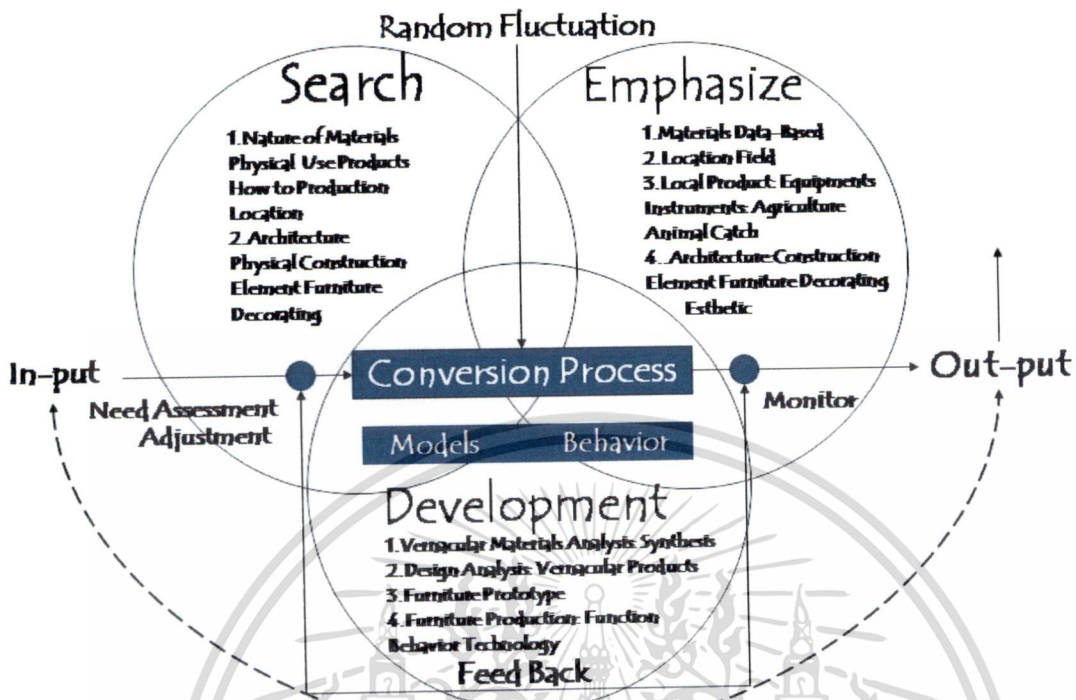 Random Fluctuation
Search
1.Nature of Materials
Physical Use Products
How to Production
Location
2.Architecture
Physical Construction
Element Furniture
Decorating
Emphasize
1.Materials Data-Based
2.Location Field
3.Local Product: Equipments
Instruments: Agriculture
Animal Catch
4. Architecture: Construction
Element Furniture Decorating
Esthetic
In-put
Need Assessment
Adjustment
Conversion Process
Models Behavior
Monitor
Out-put
Development
1.Vernacular Materials Analysis: Synthesis
2.Design Analysis: Vernacular Products
3.Furniture Prototype
4.Furniture Production: Function
Behavior Technology
Feed Back